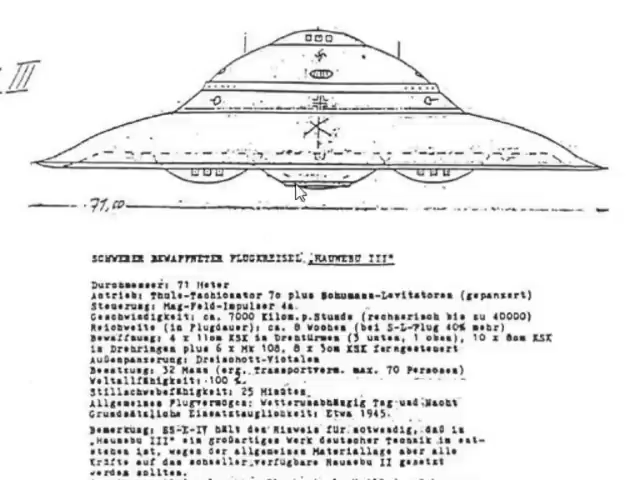 III
71,00
SCHWERER BEWAFFNETER FLUGKREISEL „HAUNEBU III"
Durchmesser: 71 Meter
Antrieb: Thule-Tachionator 7c plus Schumann-Levitatoren (gepanzert)
Steuerung: Mag-Feld-Impulser 4a
Geschwindigkeit: ca. 7000 Kilom.p.Stunde (rechnerisch bis zu 40000)
Reichweite (in Flugdauer): ca. 8 Wochen (bei S-L-Flug 40% mehr)
Bewaffnung: 4 x 11cm KSK in Drehtürmen (3 unten, 1 oben), 10 x 8cm KSK
in Drehringen plus 6 x MK 108, 8 x 3cm KSK ferngesteuert
Außenpanzerung: Dreischott-Viktalen
Besatzung: 32 Mann (erg. Transportverm. max. 70 Personen)
Weltallfähigkeit: 100 %
Stillschwebefähigkeit: 25 Minuten
Allgemeines Flugvermögen: Wetterunabhängig Tag und Nacht
Grundsätzliche Einsatztauglichkeit: Etwa 1945
Bemerkung: SS-E-IV hält den Hinweis für notwendig, daß in
„Haunebu III" ein großartiges Werk deutscher Technik im ent-
stehen ist, wegen der allgemeinen Materiallage aber alle
Kräfte auf das schneller verfügbare Haunebu II gesetzt
werden sollten.